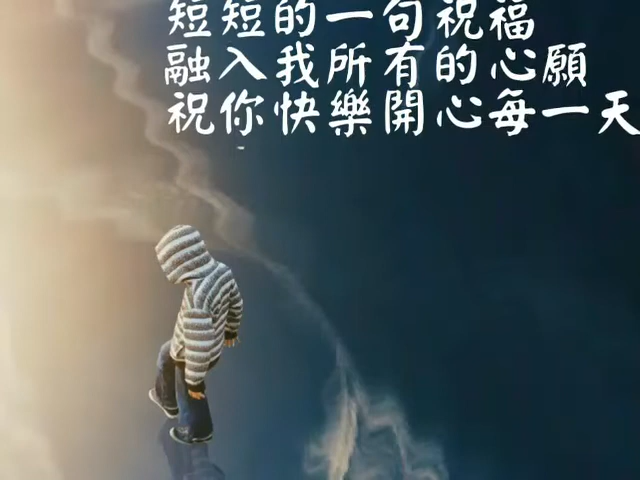 短短的一句祝福
融入我所有的心願
祝你快樂開心每一天